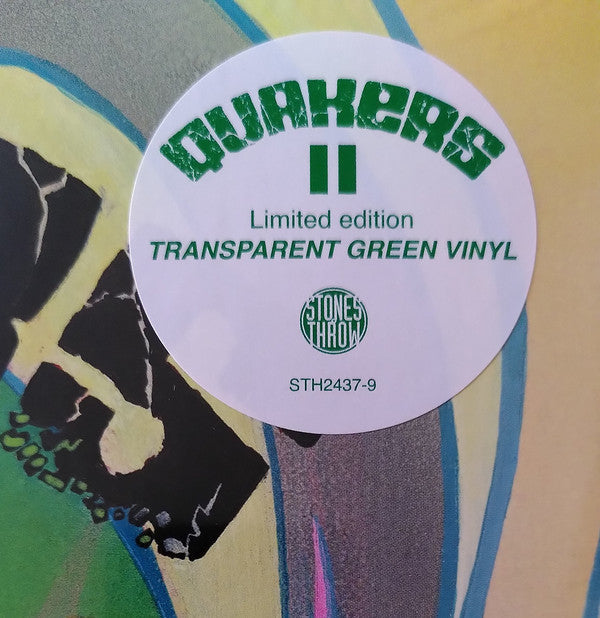 QUAKERS
II
Limited edition
TRANSPARENT GREEN VINYL
STONES
THROW
STH2437-9